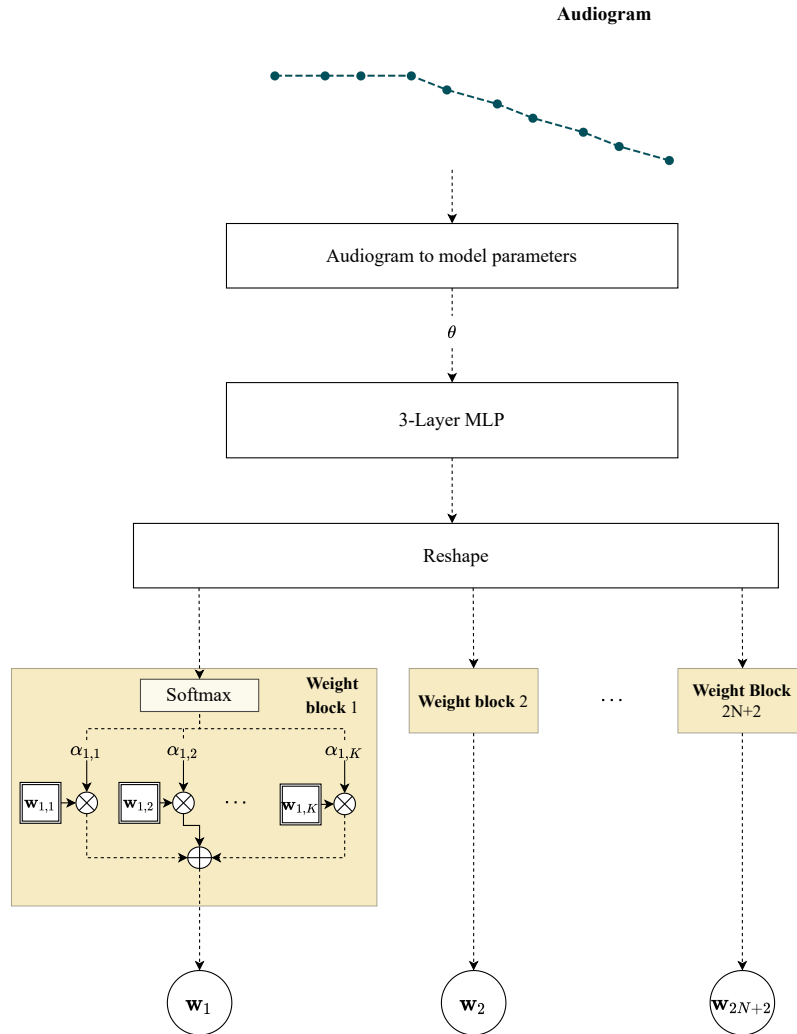 Audiogram
Audiogram to model parameters
θ
3-Layer MLP
Reshape
Softmax
Weight
block 1
α₁,₁
α₁,₂
α₁,K
w₁,₁
w₁,₂
···
w₁,K
Weight block 2
···
Weight Block
2N+2
w₁
w₂
w₂N₊₂